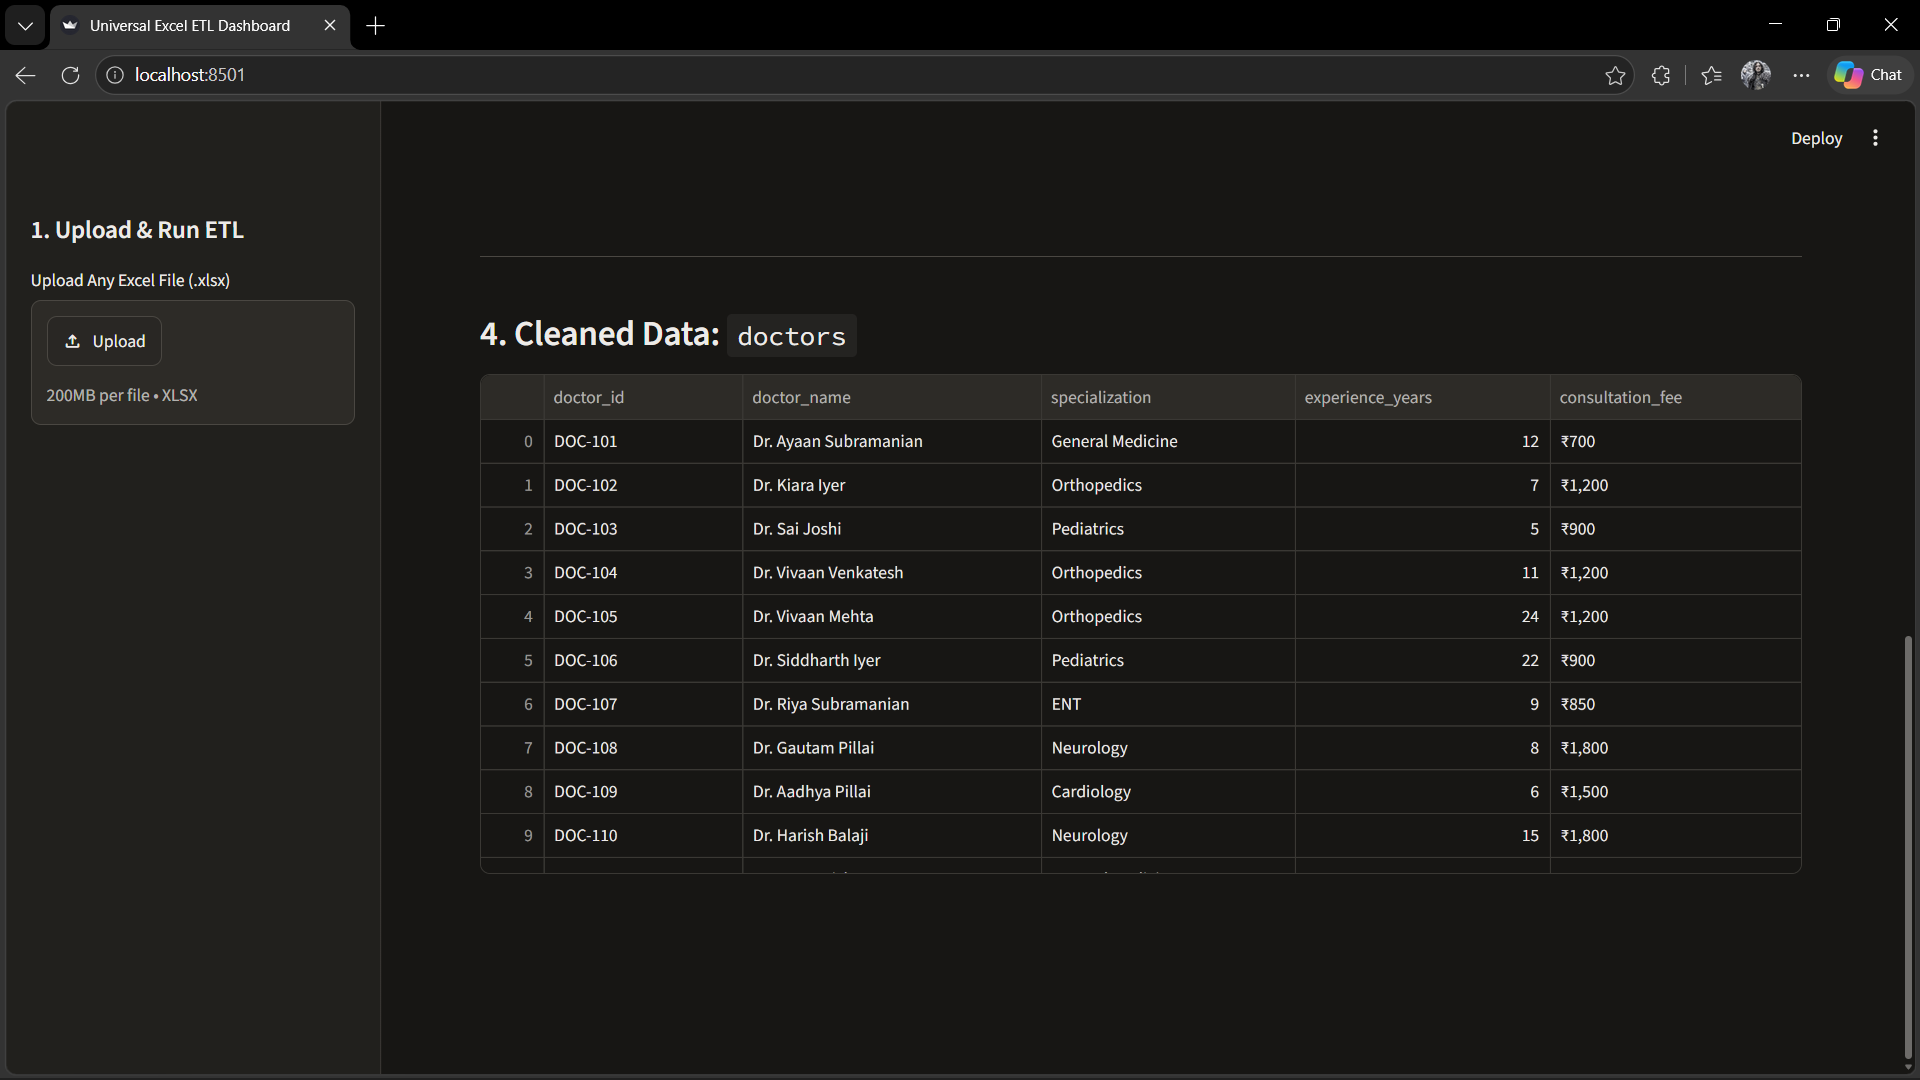 Universal Excel ETL Dashboard
localhost:8501
Chat
Deploy
1. Upload & Run ETL
Upload Any Excel File (.xlsx)
Upload
200MB per file • XLSX
4. Cleaned Data: doctors
doctor_id doctor_name specialization experience_years consultation_fee
0 DOC-101 Dr. Ayaan Subramanian General Medicine 12 ₹700
1 DOC-102 Dr. Kiara Iyer Orthopedics 7 ₹1,200
2 DOC-103 Dr. Sai Joshi Pediatrics 5 ₹900
3 DOC-104 Dr. Vivaan Venkatesh Orthopedics 11 ₹1,200
4 DOC-105 Dr. Vivaan Mehta Orthopedics 24 ₹1,200
5 DOC-106 Dr. Siddharth Iyer Pediatrics 22 ₹900
6 DOC-107 Dr. Riya Subramanian ENT 9 ₹850
7 DOC-108 Dr. Gautam Pillai Neurology 8 ₹1,800
8 DOC-109 Dr. Aadhya Pillai Cardiology 6 ₹1,500
9 DOC-110 Dr. Harish Balaji Neurology 15 ₹1,800